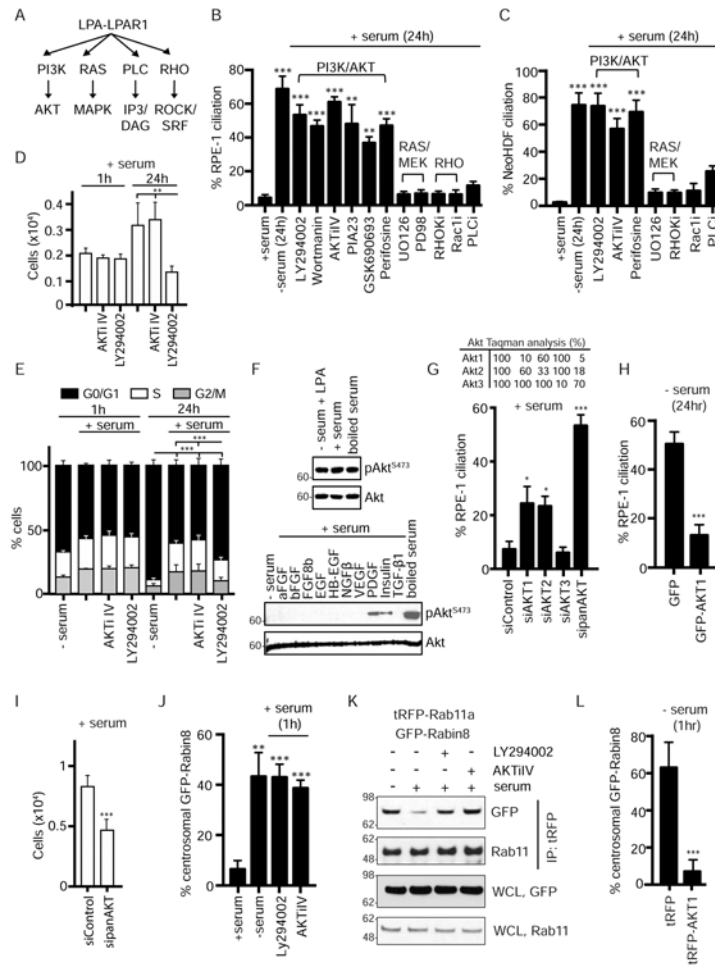 A
LPA-LPAR1
PI3K RAS PLC RHO
AKT MAPK IP3/ ROCK/
DAG SRF
B
+ serum (24h)
PI3K/AKT
80
60
40
20
0
% RPE-1 ciliation
*** *** *** *** ** ** ***
RAS/
MEK RHO
+serum
-serum (24h)
LY294002
Wortmanin
AKTiIV
PIA23
GSK690693
Perifosine
UO126
PD98
RHOKi
Rac1i
PLCi
C
+ serum (24h)
PI3K/AKT
100
80
60
40
20
0
% NeoHDF ciliation
*** *** *** ***
RAS/
MEK
+serum
-serum (24h)
LY294002
AKTiIV
Perifosine
UO126
RHOKi
Rac1i
PLCi
D
+ serum
1h 24h
**
0.4
0.3
0.2
0.1
0
Cells (x10⁴)
AKTi IV
LY294002
AKTi IV
LY294002
E
G0/G1 S G2/M
1h 24h
+ serum + serum
***
***
100
50
0
% cells
- serum
AKTi IV
LY294002
- serum
AKTi IV
LY294002
F
- seum + LPA
+ serum
boiled serum
60 pAktS473
60 Akt
+ serum
- serum
aFGF
bFGF
FGF8b
EGF
HB-EGF
NGFβ
VEGF
PDGF
Insulin
TGF-β1
boiled serum
60 pAktS473
60 Akt
G
Akt Taqman analysis (%)
Akt1 100 10 60 100 5
Akt2 100 60 33 100 18
Akt3 100 100 100 10 70
+ serum
60
40
20
0
% RPE-1 ciliation
* * ***
siControl
siAKT1
siAKT2
siAKT3
sipanAKT
H
- serum
(24hr)
60
40
20
0
% RPE-1 ciliation
***
GFP
GFP-AKT1
I
+ serum
1
0.5
0
Cells (x10⁴)
***
siControl
sipanAKT
J
+ serum
(1h)
60
40
20
0
% centrosomal GFP-Rabin8
** *** ***
+serum
-serum
Ly294002
AKTiIV
K
tRFP-Rab11a
GFP-Rabin8
- - + - LY294002
- - - + AKTiIV
- + + + serum
98
62
GFP
62
49
Rab11
IP: tRFP
98
62
WCL, GFP
62
49
WCL, Rab11
L
- serum
(1hr)
80
60
40
20
0
% centrosomal GFP-Rabin8
***
tRFP
tRFP-AKT1